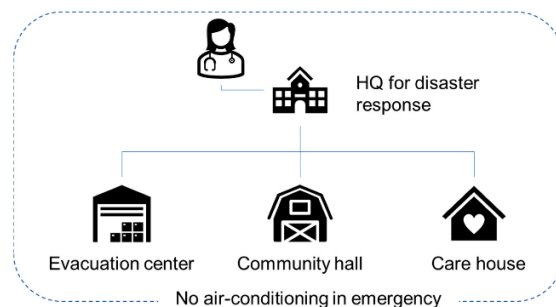 HQ for disaster
response
Evacuation center
Community hall
Care house
No air-conditioning in emergency